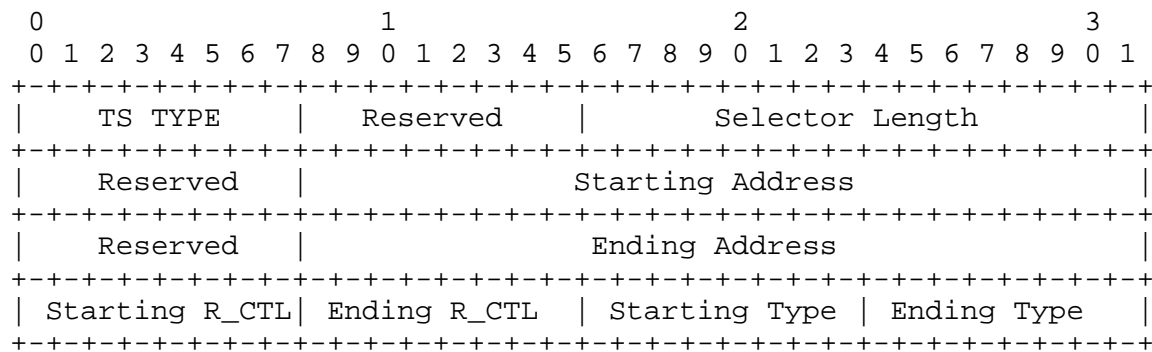 0                   1                   2                   3
 0 1 2 3 4 5 6 7 8 9 0 1 2 3 4 5 6 7 8 9 0 1 2 3 4 5 6 7 8 9 0 1
+-+-+-+-+-+-+-+-+-+-+-+-+-+-+-+-+-+-+-+-+-+-+-+-+-+-+-+-+-+-+-+-+
|    TS TYPE    |   Reserved    |       Selector Length         |
+-+-+-+-+-+-+-+-+-+-+-+-+-+-+-+-+-+-+-+-+-+-+-+-+-+-+-+-+-+-+-+-+
|    Reserved   |               Starting Address                |
+-+-+-+-+-+-+-+-+-+-+-+-+-+-+-+-+-+-+-+-+-+-+-+-+-+-+-+-+-+-+-+-+
|    Reserved   |                Ending Address                 |
+-+-+-+-+-+-+-+-+-+-+-+-+-+-+-+-+-+-+-+-+-+-+-+-+-+-+-+-+-+-+-+-+
| Starting R_CTL| Ending R_CTL  | Starting Type | Ending Type   |
+-+-+-+-+-+-+-+-+-+-+-+-+-+-+-+-+-+-+-+-+-+-+-+-+-+-+-+-+-+-+-+-+